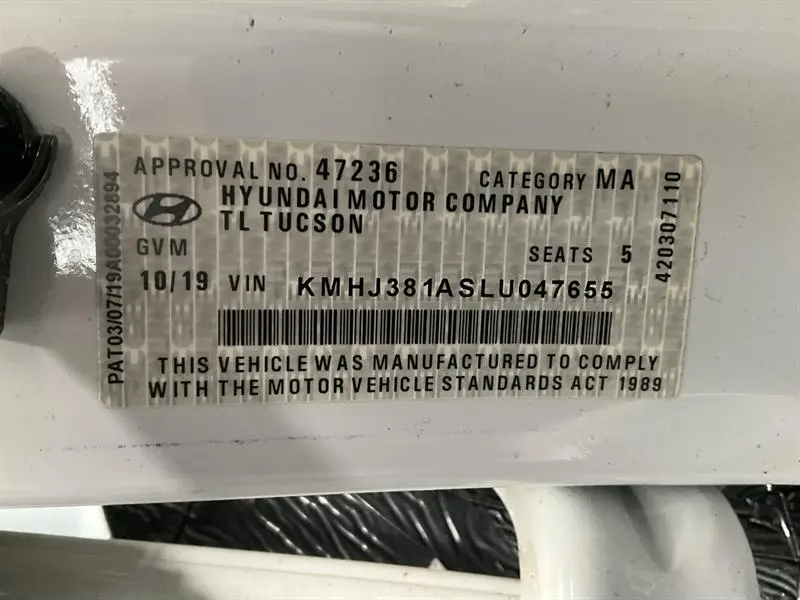 APPROVAL NO. 47236 CATEGORY MA
HYUNDAI MOTOR COMPANY
TL TUCSON
GVM SEATS 5
10/19 VIN KMHJ381ASLU047655
THIS VEHICLE WAS MANUFACTURED TO COMPLY
WITH THE MOTOR VEHICLE STANDARDS ACT 1989
PAT03/07/19A00032894
420307110